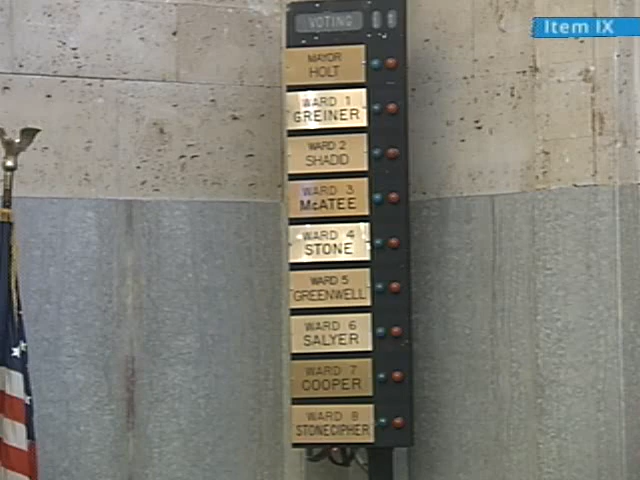 Item IX
VOTING
MAYOR
HOLT
WARD 1
GREINER
WARD 2
SHADID
WARD 3
McATEE
WARD 4
STONE
WARD 5
GREENWELL
WARD 6
SALYER
WARD 7
COOPER
WARD 8
STONECIPHER